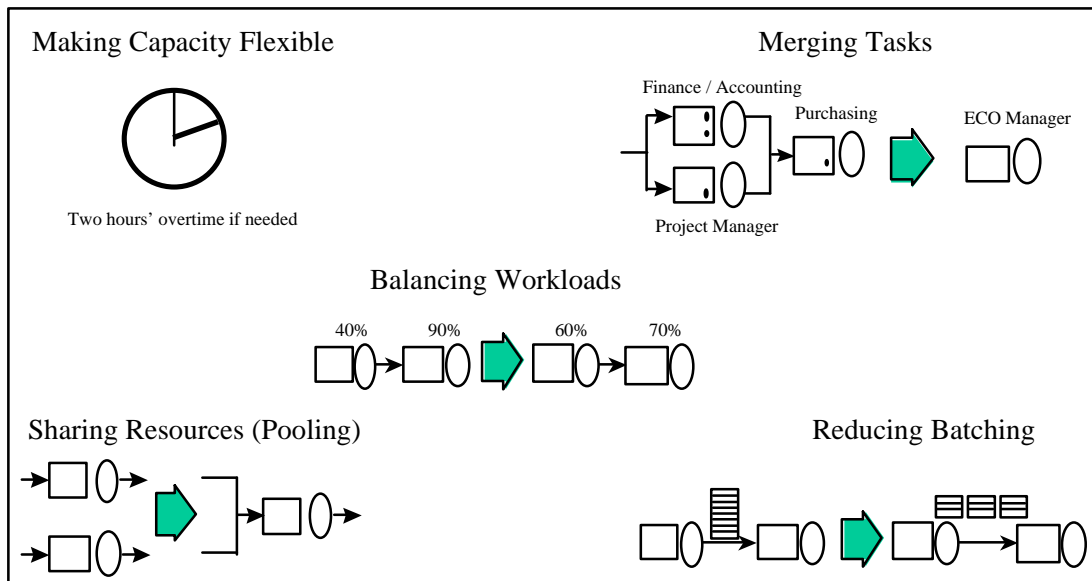 Making Capacity Flexible
Merging Tasks
Finance / Accounting
Purchasing
ECO Manager
Two hours’ overtime if needed
Project Manager
Balancing Workloads
40%
90%
60%
70%
Sharing Resources (Pooling)
Reducing Batching